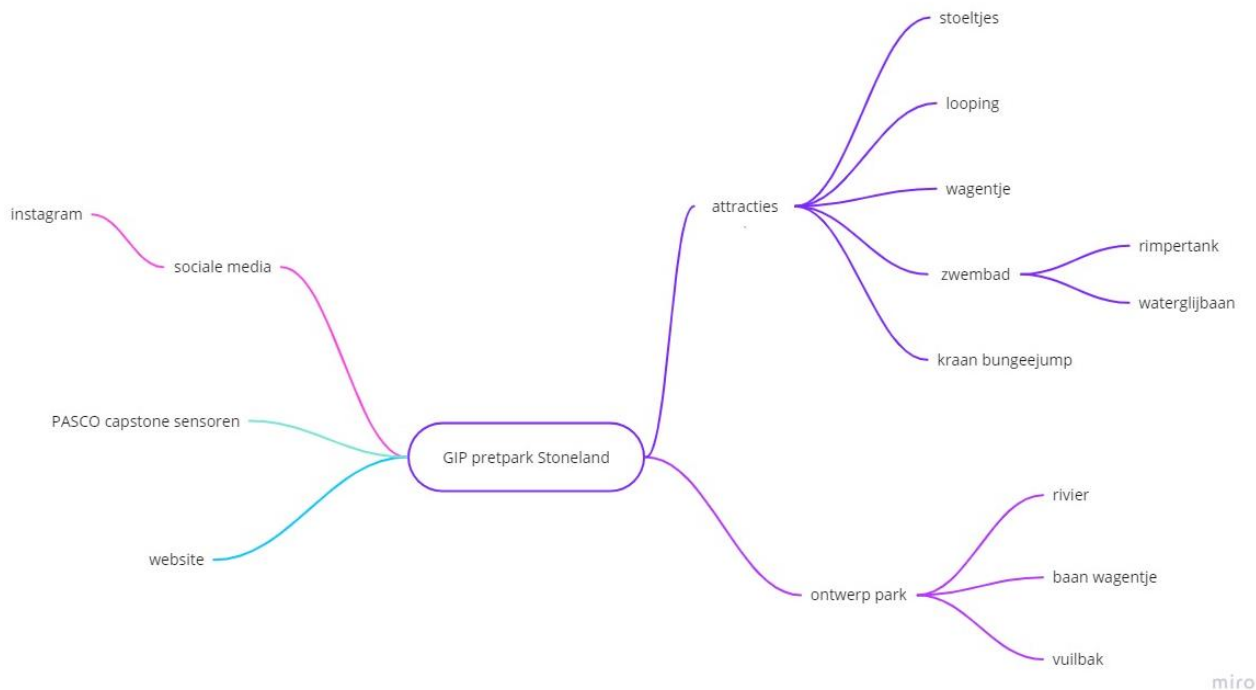 stoeltjes
looping
wagentje
attracties
instagram
sociale media
zwembad
rimpertank
waterglijbaan
kraan bungeejump
PASCO capstone sensoren
GIP pretpark Stoneland
website
ontwerp park
rivier
baan wagentje
vuilbak
miro